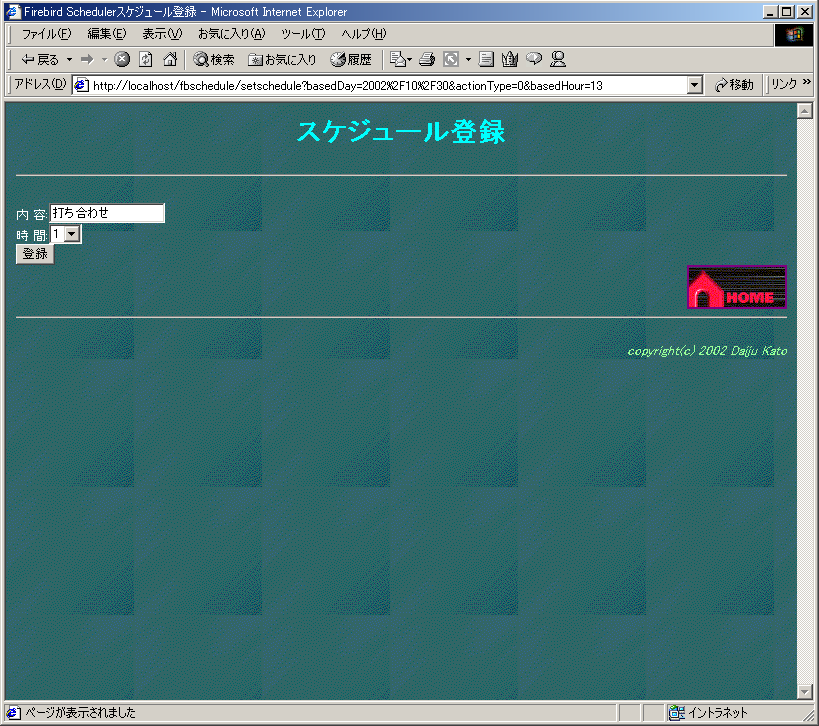 Firebird Schedulerスケジュール登録 - Microsoft Internet Explorer
ファイル(F) 編集(E) 表示(V) お気に入り(A) ツール(T) ヘルプ(H)
戻る 検索 お気に入り 履歴
アドレス(D) http://localhost/fbschedule/setschedule?basedDay=2002%2F10%2F30&actionType=0&basedHour=13 移動 リンク »
スケジュール登録
内 容: 打ち合わせ
時 間: 1
登録
HOME
copyright(c) 2002 Daiju Kato
ページが表示されました イントラネット